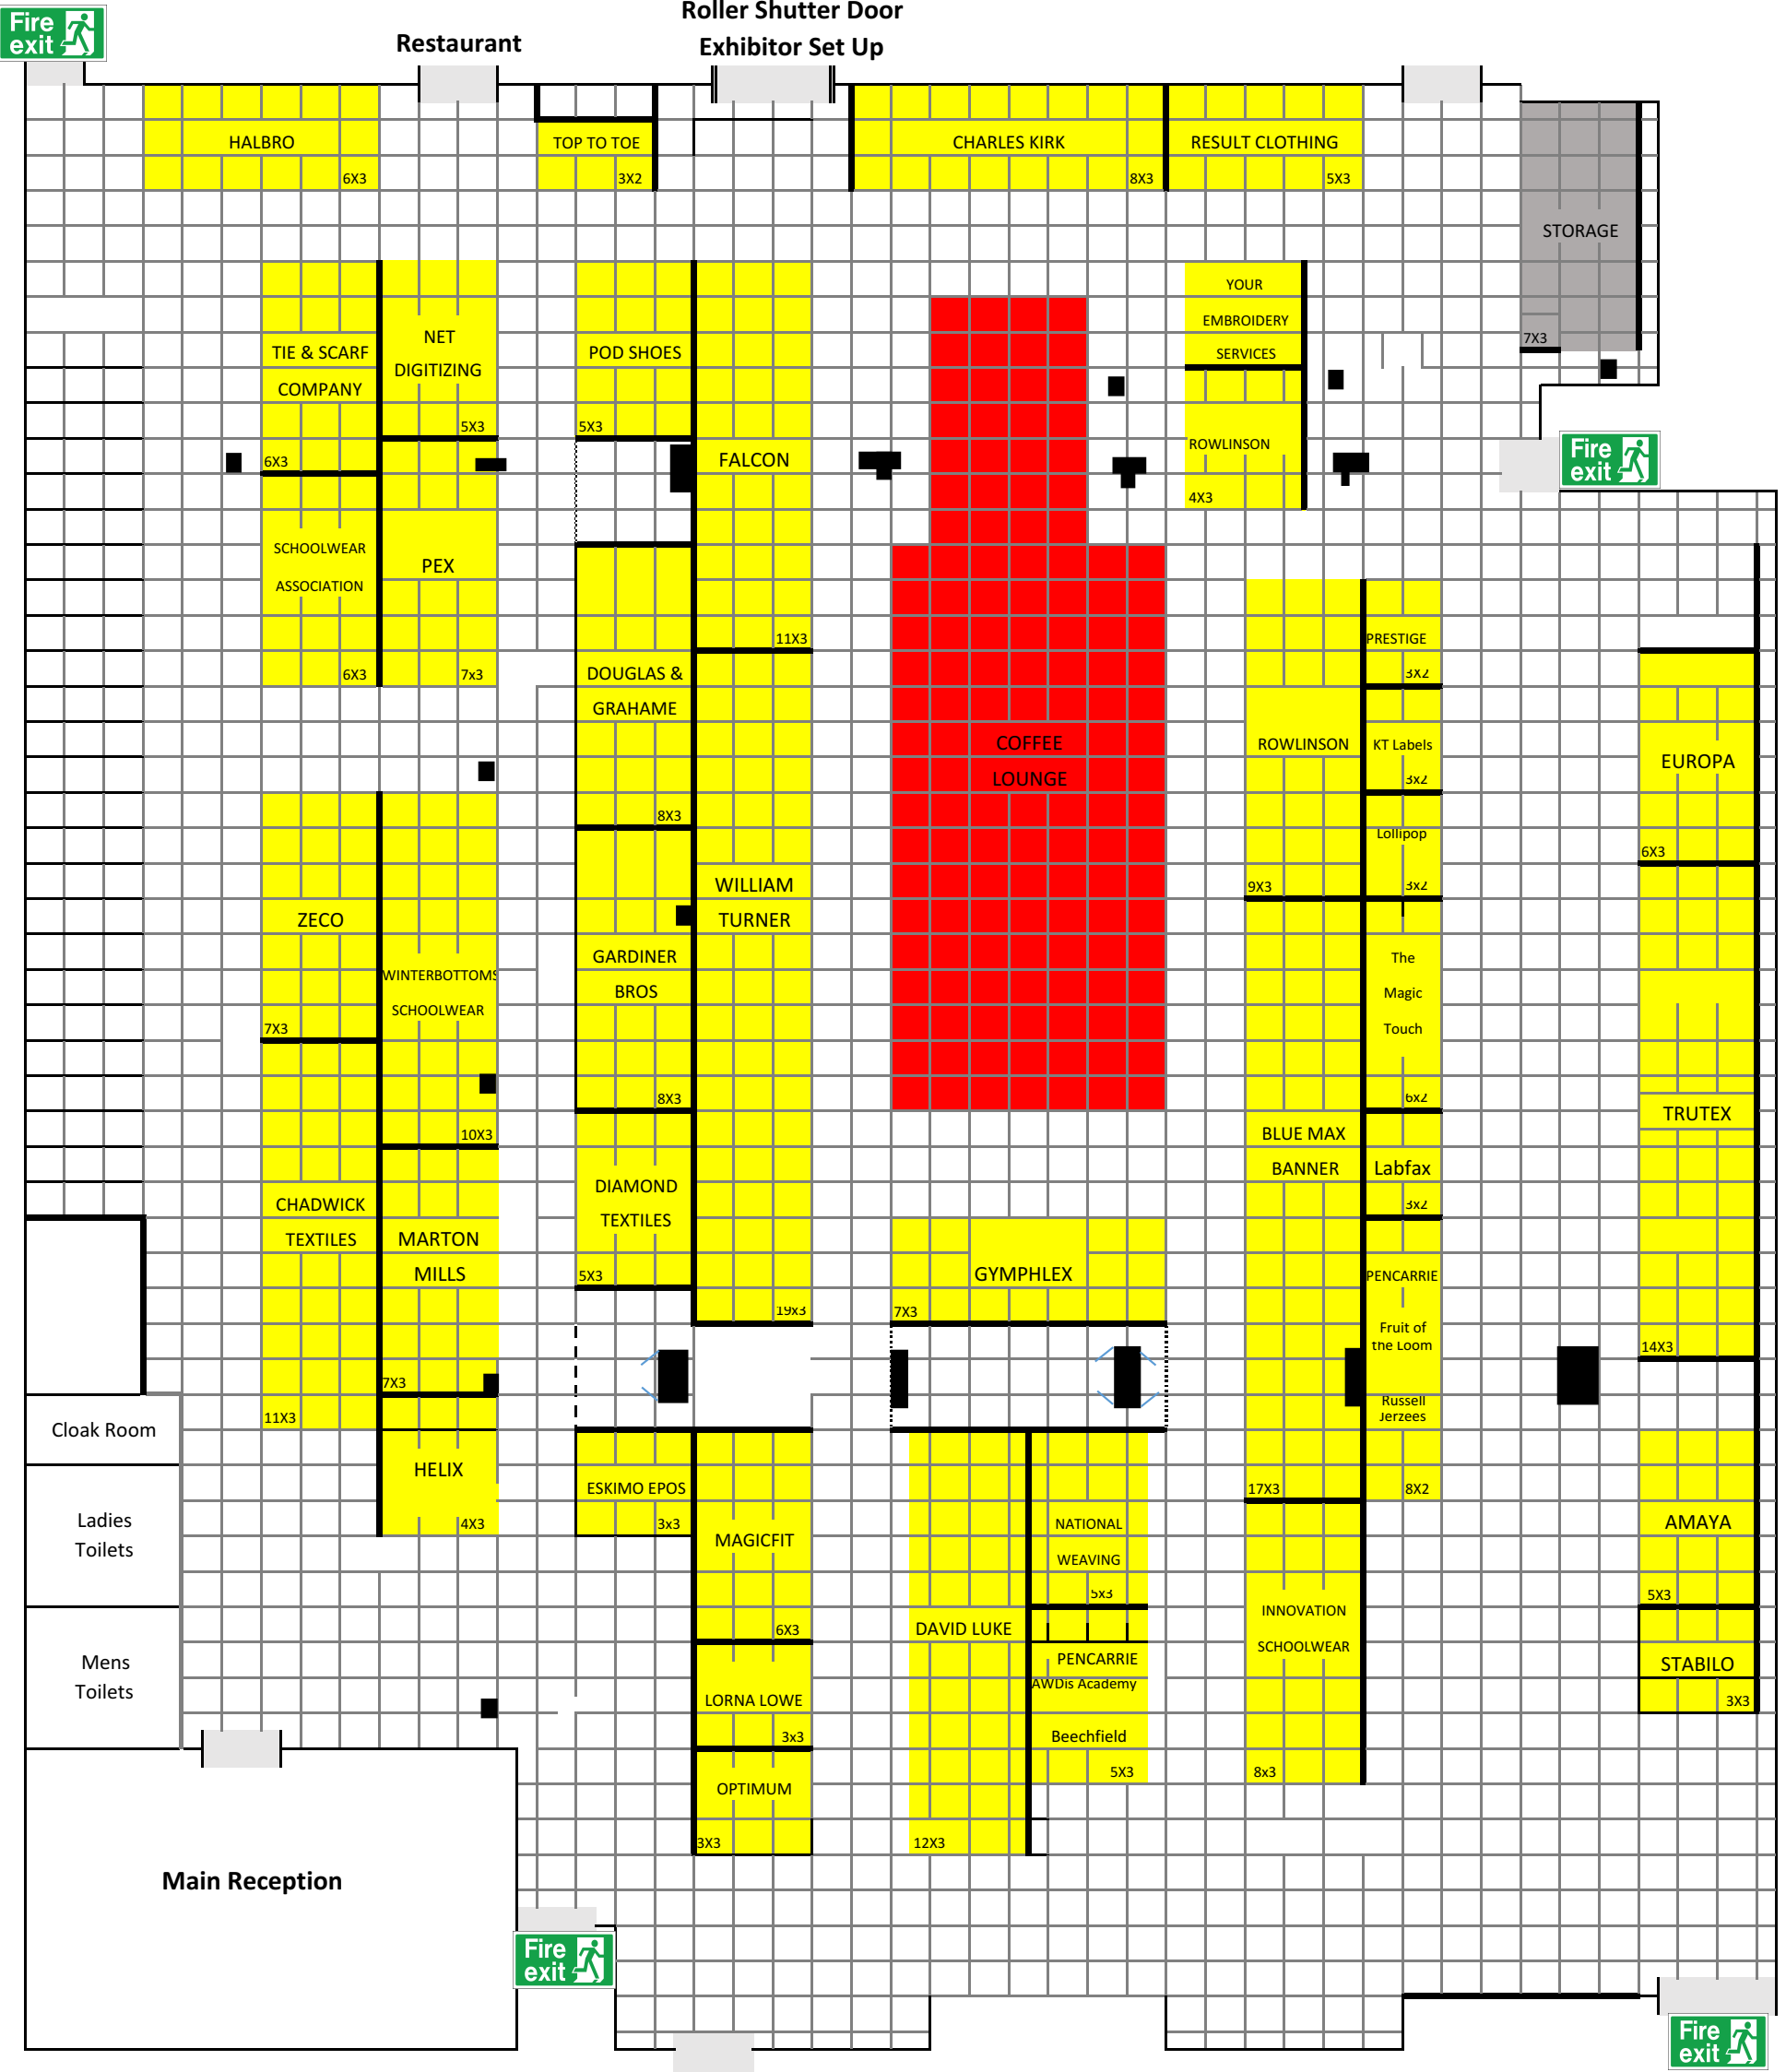 Roller Shutter Door
Exhibitor Set Up
Restaurant
Fire
exit
HALBRO
6X3
TOP TO TOE
3X2
CHARLES KIRK
8X3
RESULT CLOTHING
5X3
STORAGE
7X3
TIE & SCARF
COMPANY
6X3
NET
DIGITIZING
5X3
POD SHOES
5X3
FALCON
11X3
YOUR
EMBROIDERY
SERVICES
ROWLINSON
4X3
Fire
exit
SCHOOLWEAR
ASSOCIATION
6X3
PEX
7x3
DOUGLAS &
GRAHAME
8X3
COFFEE
LOUNGE
ROWLINSON
9X3
PRESTIGE
3X2
KT Labels
3x2
Lollipop
3x2
EUROPA
6X3
ZECO
7X3
WINTERBOTTOMS
SCHOOLWEAR
10X3
GARDINER
BROS
8X3
WILLIAM
TURNER
19x3
The
Magic
Touch
6x2
TRUTEX
14X3
BLUE MAX
BANNER
17X3
Labfax
3x2
CHADWICK
TEXTILES
11X3
MARTON
MILLS
7X3
DIAMOND
TEXTILES
5X3
GYMPHLEX
7X3
PENCARRIE
Fruit of
the Loom
Russell
Jerzees
8X2
Cloak Room
HELIX
4X3
ESKIMO EPOS
3x3
MAGICFIT
6X3
NATIONAL
WEAVING
5x3
AMAYA
5X3
Ladies
Toilets
DAVID LUKE
12X3
INNOVATION
SCHOOLWEAR
8x3
STABILO
3X3
Mens
Toilets
LORNA LOWE
3x3
PENCARRIE
AWDis Academy
Beechfield
5X3
OPTIMUM
3X3
Main Reception
Fire
exit
Fire
exit